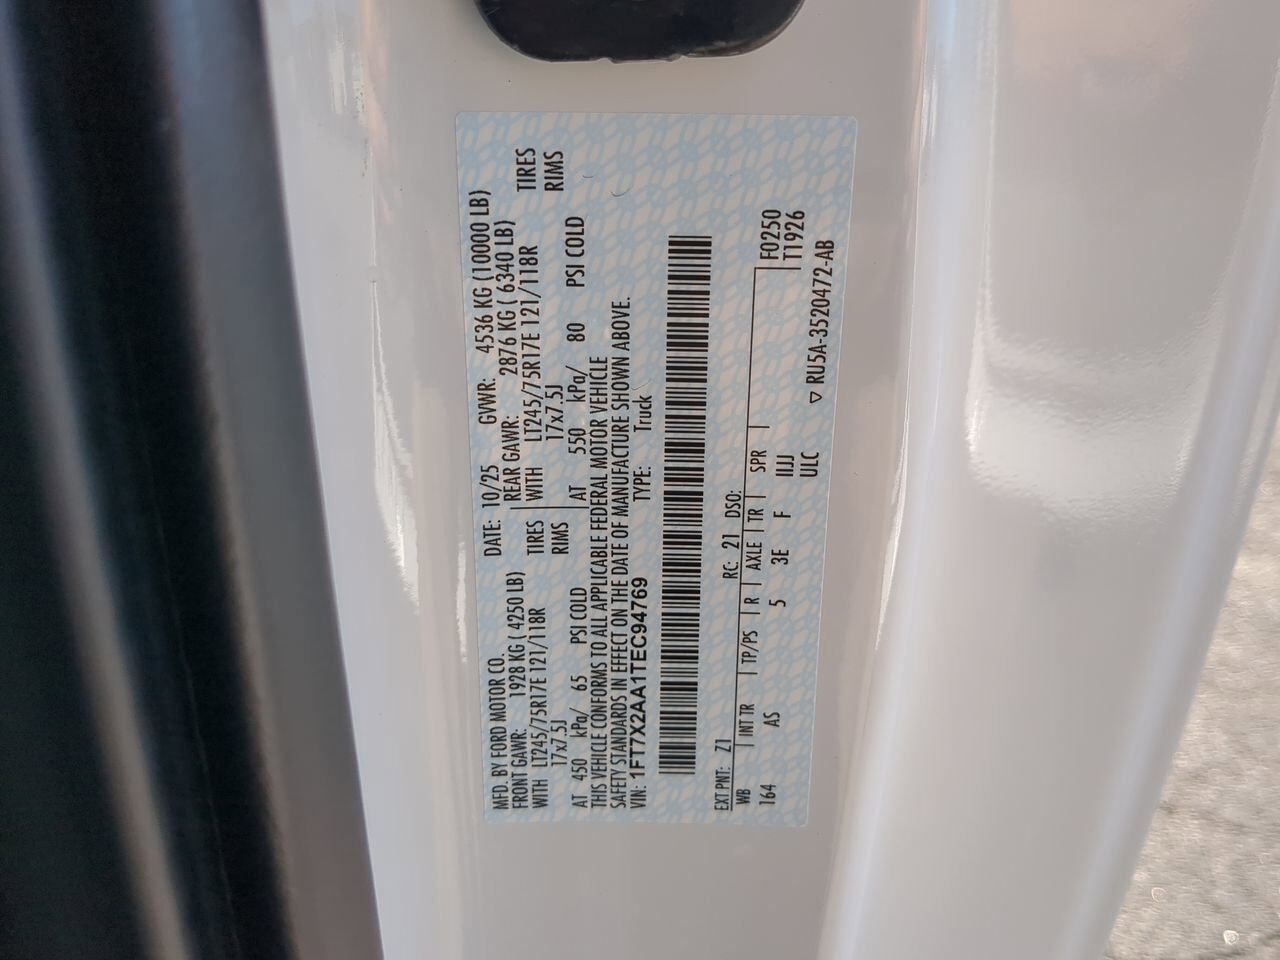 MFD. BY FORD MOTOR CO.
DATE: 10/25 GVWR: 4536 KG (10000 LB)
FRONT GAWR: 1928 KG ( 4250 LB) REAR GAWR: 2876 KG ( 6340 LB)
WITH LT245/75R17E 121/118R TIRES WITH LT245/75R17E 121/118R TIRES
17x7.5J RIMS 17x7.5J RIMS
AT 450 kPa/ 65 PSI COLD AT 550 kPa/ 80 PSI COLD
THIS VEHICLE CONFORMS TO ALL APPLICABLE FEDERAL MOTOR VEHICLE
SAFETY STANDARDS IN EFFECT ON THE DATE OF MANUFACTURE SHOWN ABOVE.
VIN: 1FT7X2AA1TEC94769 TYPE: Truck
EXT PNT: Z1 RC: 21 DSO:
WB INT TR TP/PS R AXLE TR SPR F0250
164 AS 5 3E F IIJJ T1926
ULC ▽ RU5A-3520472-AB